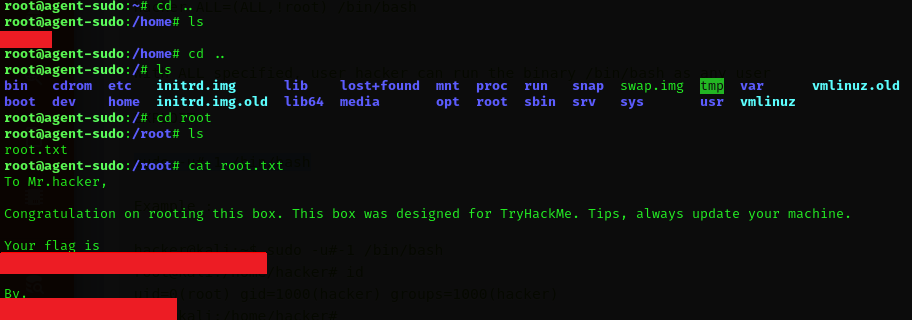 root@agent-sudo:~# cd ..
root@agent-sudo:/home# ls
root@agent-sudo:/home# cd ..
root@agent-sudo:/# ls
bin cdrom etc initrd.img lib lost+found mnt proc run snap swap.img tmp var vmlinuz.old
boot dev home initrd.img.old lib64 media opt root sbin srv sys usr vmlinuz
root@agent-sudo:/# cd root
root@agent-sudo:/root# ls
root.txt
root@agent-sudo:/root# cat root.txt
To Mr.hacker,
Congratulation on rooting this box. This box was designed for TryHackMe. Tips, always update your machine.
Your flag is
By,